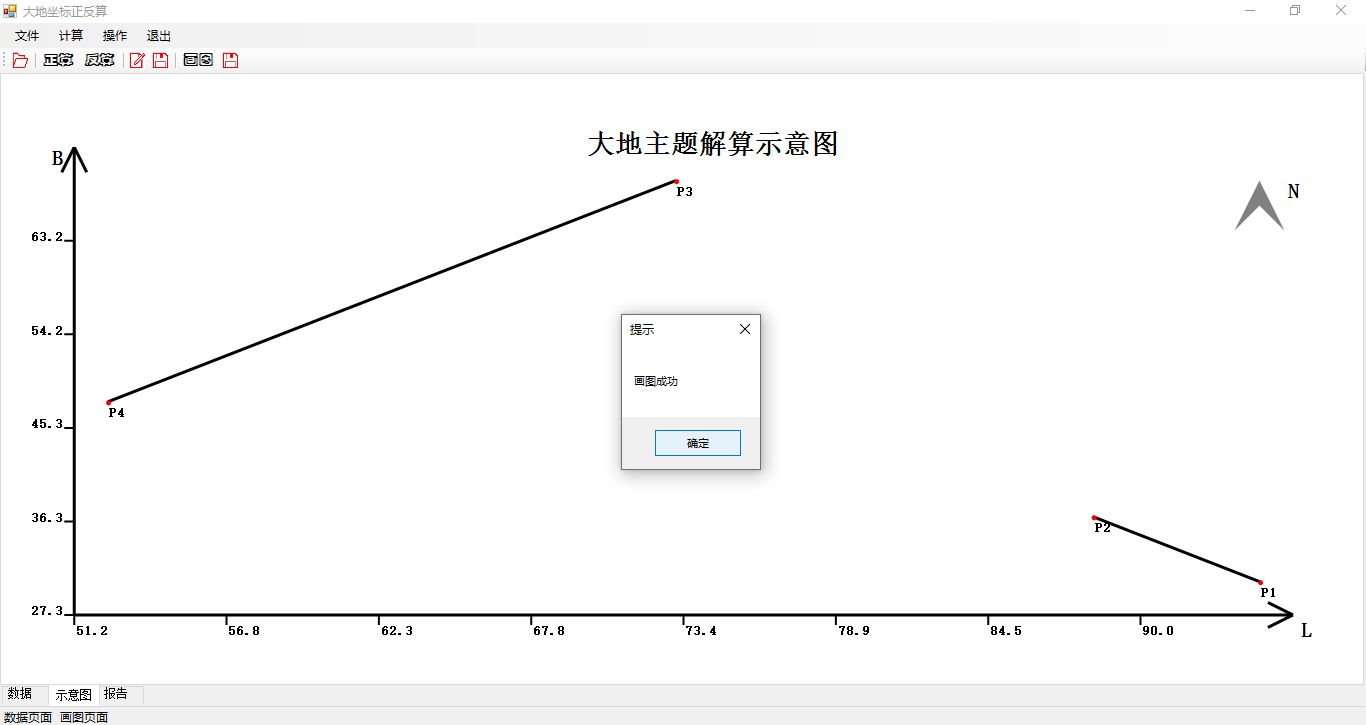 大地坐标正反算
文件 计算 操作 退出
正算 反算 画图
大地主题解算示意图
B
P3
N
63.2
54.2
提示
画图成功
确定
P4
45.3
36.3
P2
P1
27.3
51.2 56.8 62.3 67.8 73.4 78.9 84.5 90.0
L
数据 示意图 报告
数据页面 画图页面